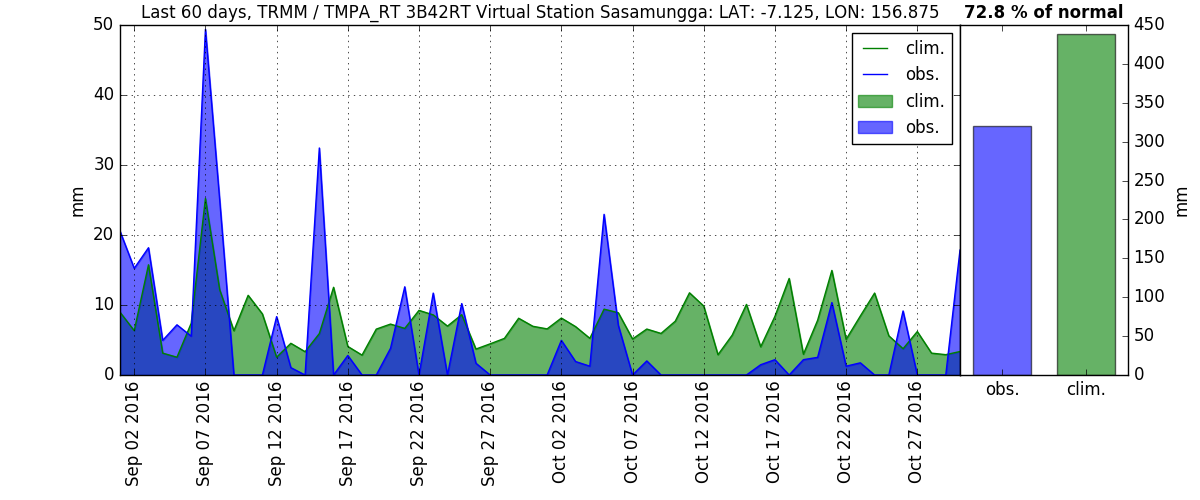 Last 60 days, TRMM / TMPA_RT 3B42RT Virtual Station Sasamungga: LAT: -7.125, LON: 156.875
72.8 % of normal
50
40
30
20
10
0
mm
clim.
obs.
clim.
obs.
450
400
350
300
250
200
150
100
50
0
mm
obs.
clim.
Sep 02 2016
Sep 07 2016
Sep 12 2016
Sep 17 2016
Sep 22 2016
Sep 27 2016
Oct 02 2016
Oct 07 2016
Oct 12 2016
Oct 17 2016
Oct 22 2016
Oct 27 2016